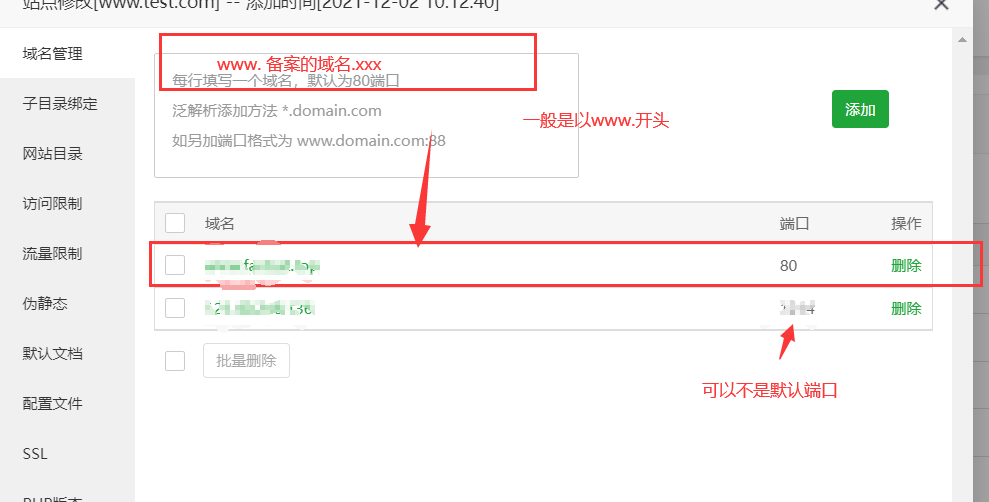 站点修改[www.test.com] -- 添加时间[2021-12-02 10:12:40]
域名管理
子目录绑定
网站目录
访问限制
流量限制
伪静态
默认文档
配置文件
SSL
PHP版本
www. 备案的域名.xxx
每行填写一个域名，默认为80端口
泛解析添加方法 *.domain.com
如另加端口格式为 www.domain.com:88
一般是以www.开头
添加
域名 端口 操作
80 删除
删除
批量删除
可以不是默认端口